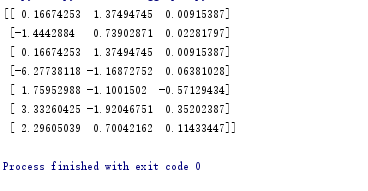 [[ 0.16674253  1.37494745  0.00915387]
[-1.4442884   0.73902871  0.02281797]
[ 0.16674253  1.37494745  0.00915387]
[-6.27738118 -1.16872752  0.06381028]
[ 1.75952988 -1.1001502  -0.57129434]
[ 3.33260425 -1.92046751  0.35202387]
[ 2.29605039  0.70042162  0.11433447]]
Process finished with exit code 0